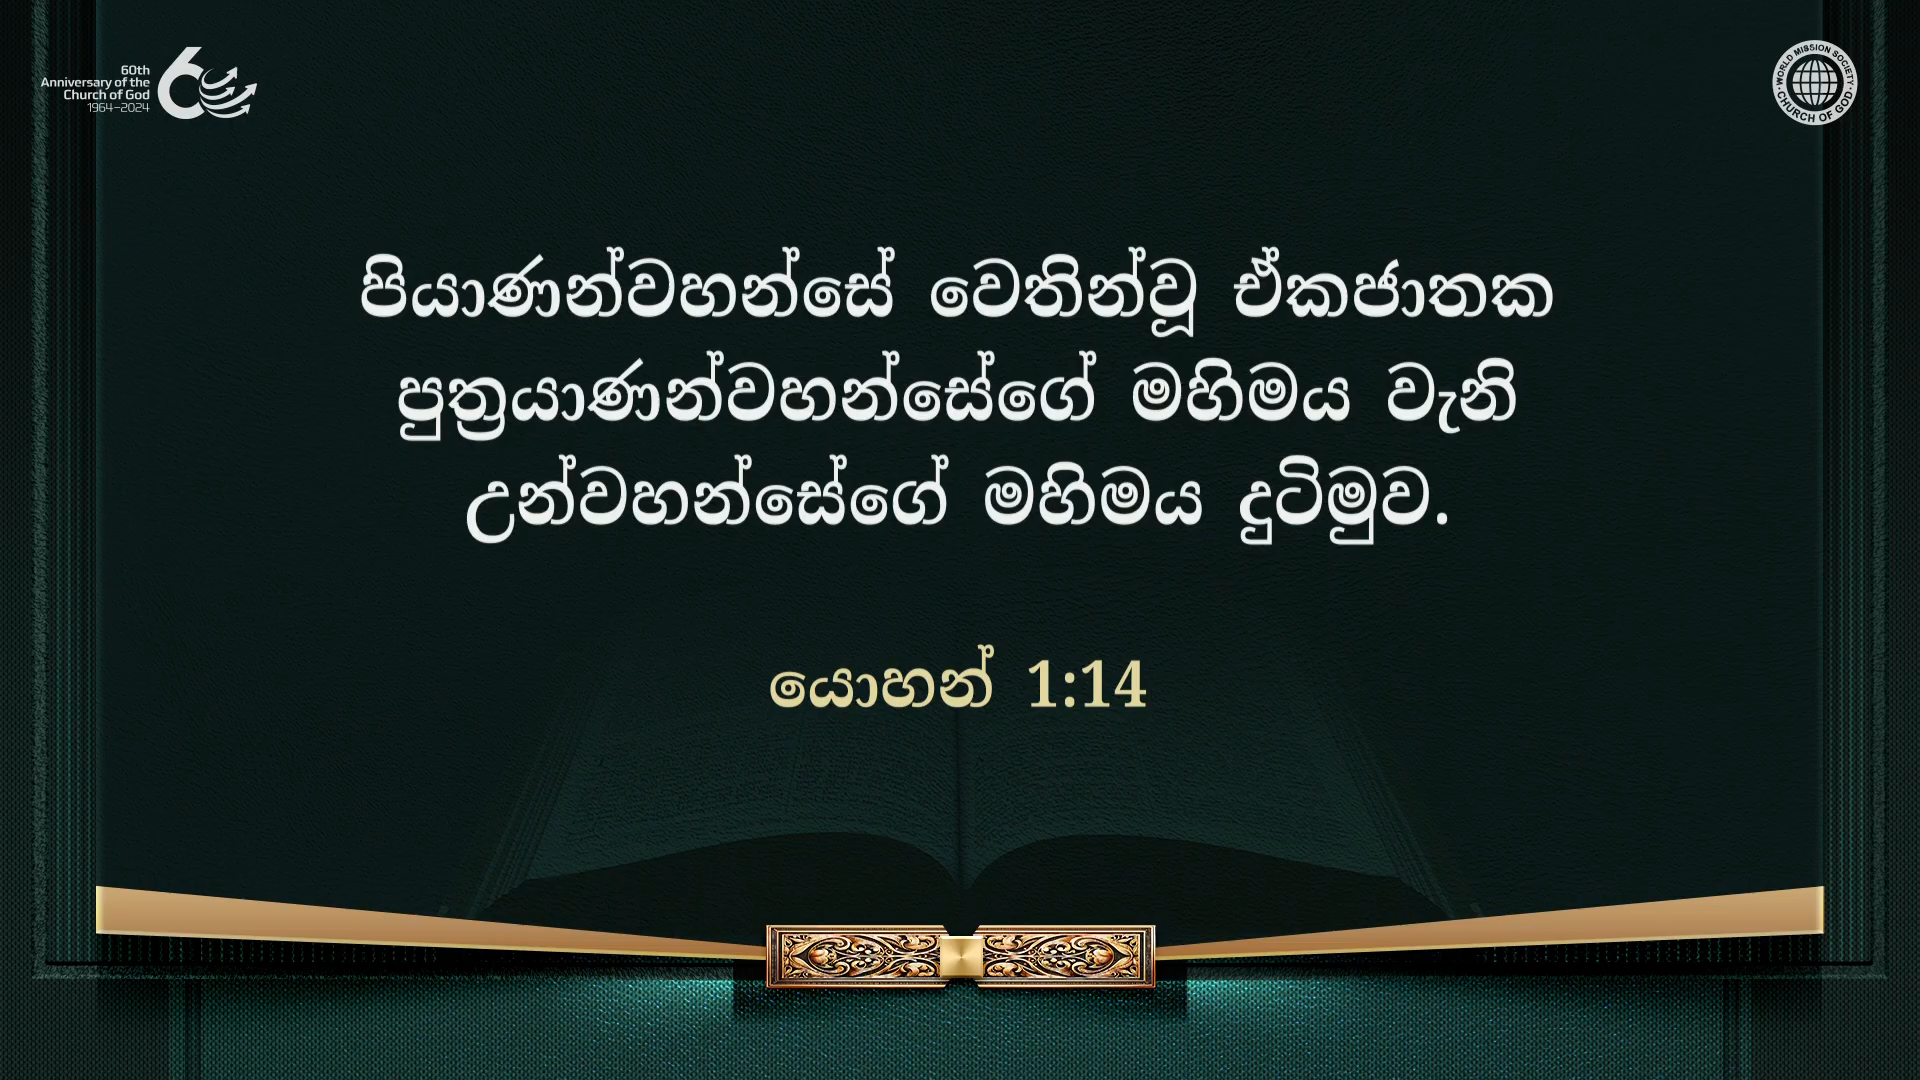 60th
Anniversary of the
Church of God
1964–2024
60
WORLD MISSION SOCIETY
CHURCH OF GOD
පියාණන්වහන්සේ වෙතින්වූ ඒකජාතක
පුත්‍රයාණන්වහන්සේගේ මහිමය වැනි
උන්වහන්සේගේ මහිමය දුටිමුව.
යොහන් 1:14